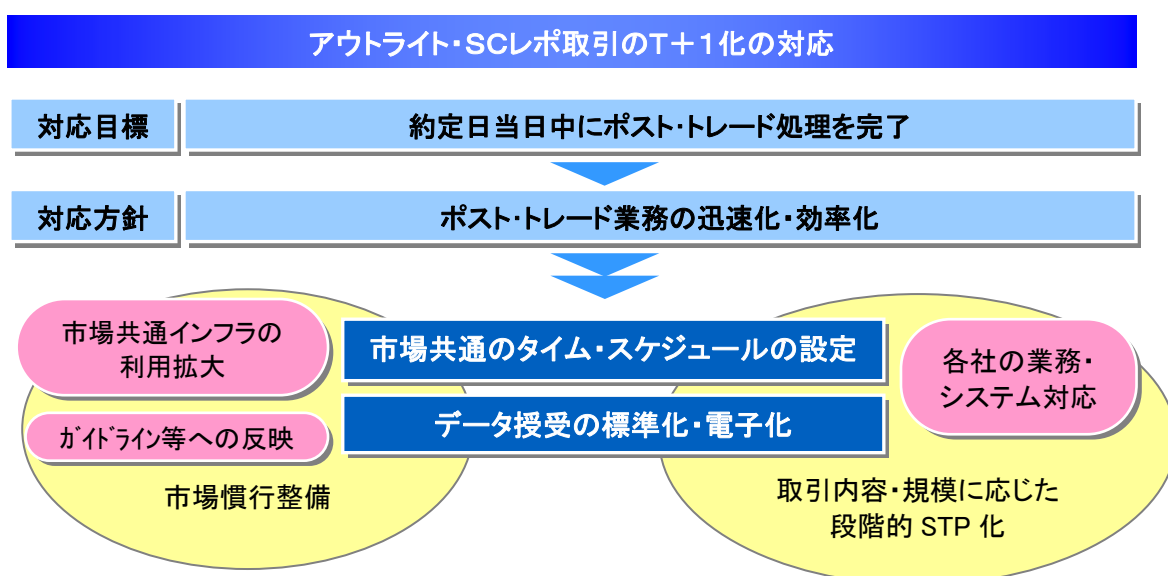 アウトライト・SCレポ取引のT+1化の対応
対応目標
約定日当日中にポスト・トレード処理を完了
対応方針
ポスト・トレード業務の迅速化・効率化
市場共通インフラの
利用拡大
ガイドライン等への反映
市場慣行整備
市場共通のタイム・スケジュールの設定
データ授受の標準化・電子化
各社の業務・
システム対応
取引内容・規模に応じた
段階的 STP 化